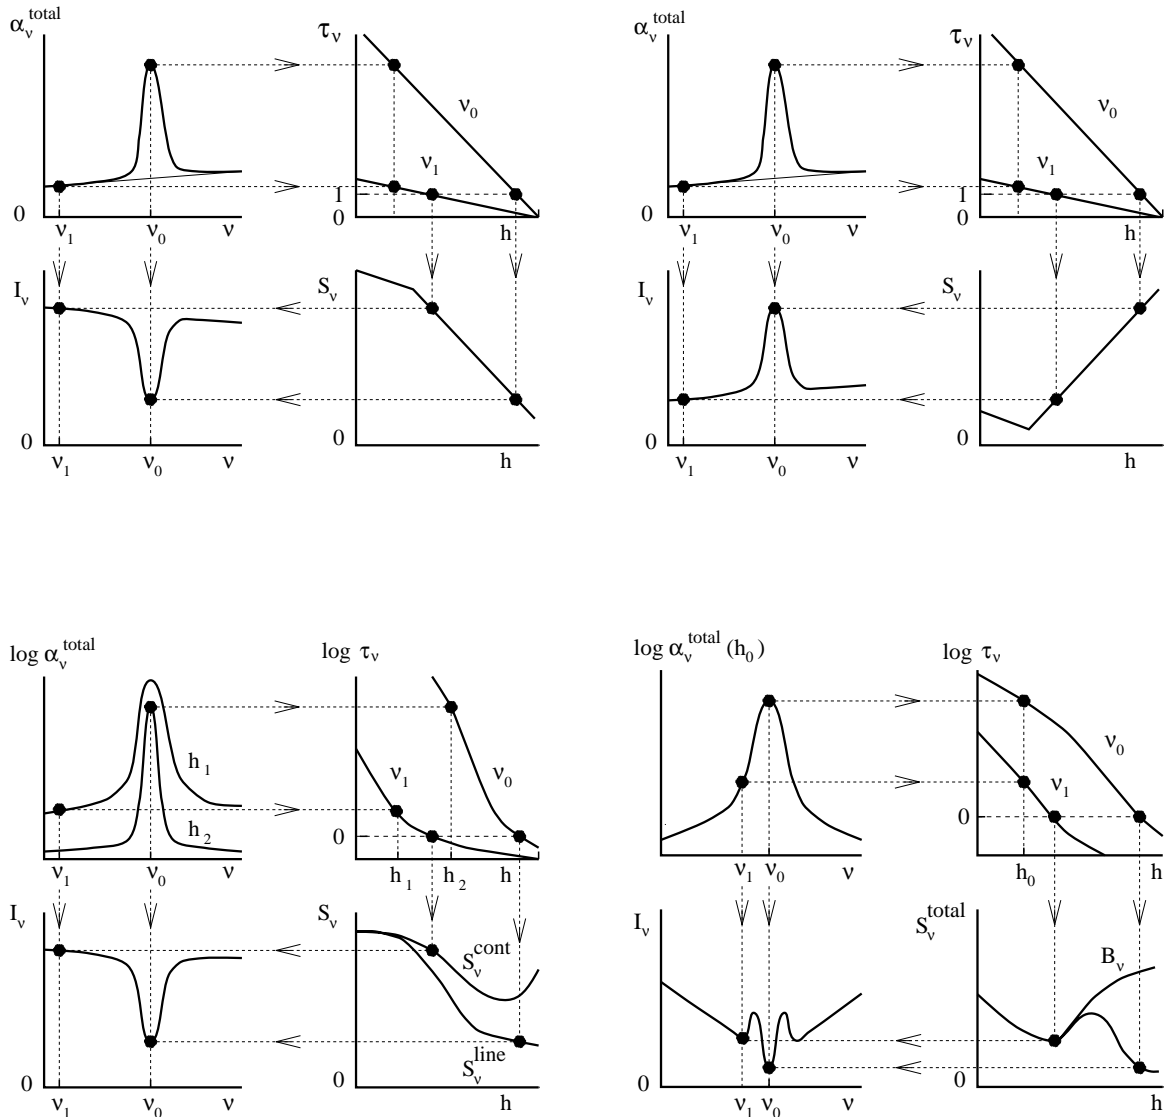 α_ν^total τ_ν
ν_0
ν_1
1
0 0
ν_1 ν_0 ν h
I_ν S_ν
0 0
ν_1 ν_0 ν h
α_ν^total τ_ν
ν_0
ν_1
1
0 0
ν_1 ν_0 ν h
I_ν S_ν
0 0
ν_1 ν_0 ν h
log α_ν^total log τ_ν
h_1 ν_1 ν_0
h_2 0
ν_1 ν_0 ν h_1 h_2 h
I_ν S_ν
S_ν^cont
S_ν^line
0 0
ν_1 ν_0 ν h
log α_ν^total (h_0) log τ_ν
ν_0
ν_1
0
ν_1 ν_0 ν h_0 h
I_ν S_ν^total
B_ν
0 0
ν_1 ν_0 ν h